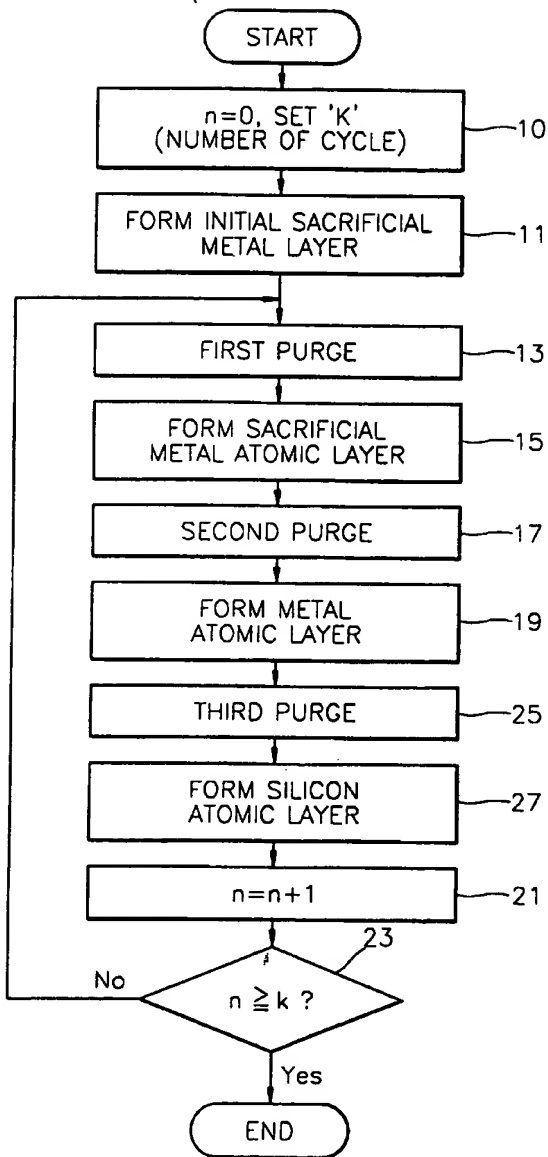 START
n=0, SET 'K'
(NUMBER OF CYCLE)
10
FORM INITIAL SACRIFICIAL
METAL LAYER
11
FIRST PURGE
13
FORM SACRIFICIAL
METAL ATOMIC LAYER
15
SECOND PURGE
17
FORM METAL
ATOMIC LAYER
19
THIRD PURGE
25
FORM SILICON
ATOMIC LAYER
27
n=n+1
21
23
No
n ≧ k ?
Yes
END